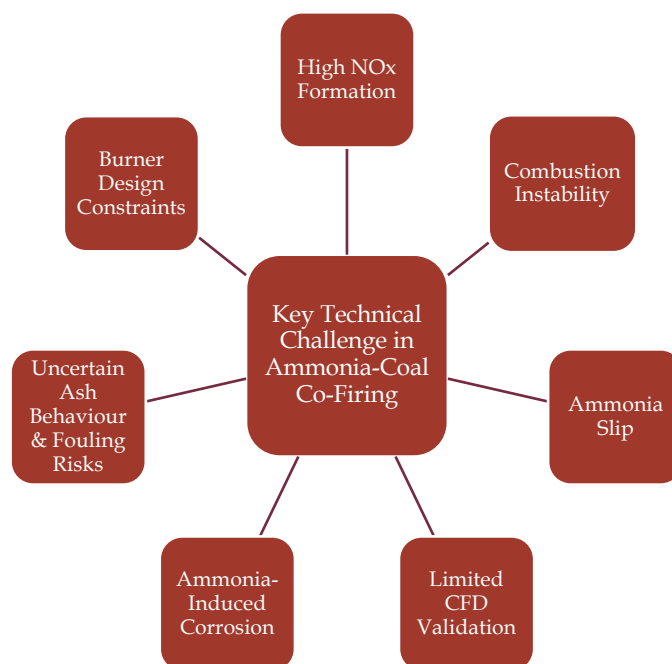 High NOx
Formation
Burner
Design
Constraints
Combustion
Instability
Key Technical
Challenge in
Ammonia-Coal
Co-Firing
Uncertain
Ash
Behaviour
& Fouling
Risks
Ammonia
Slip
Ammonia-
Induced
Corrosion
Limited
CFD
Validation